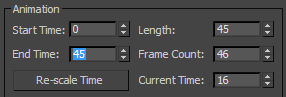 Animation
Start Time: 0 Length: 45
End Time: 45 Frame Count: 46
Re-scale Time Current Time: 16